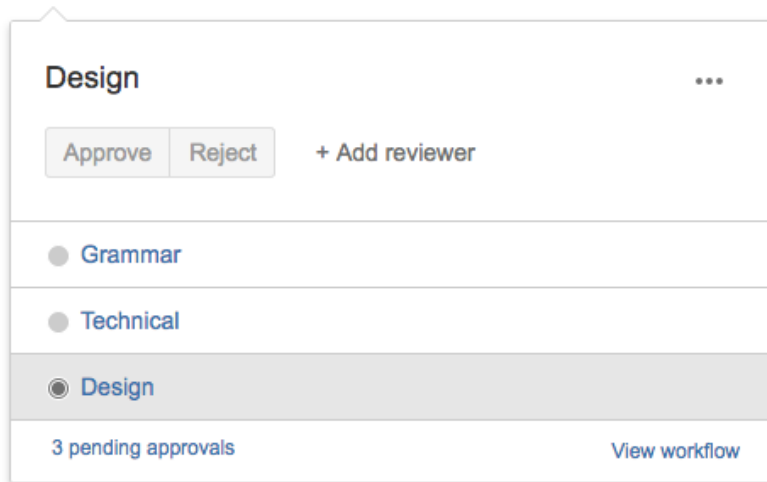 Design
Approve Reject + Add reviewer
Grammar
Technical
Design
3 pending approvals View workflow